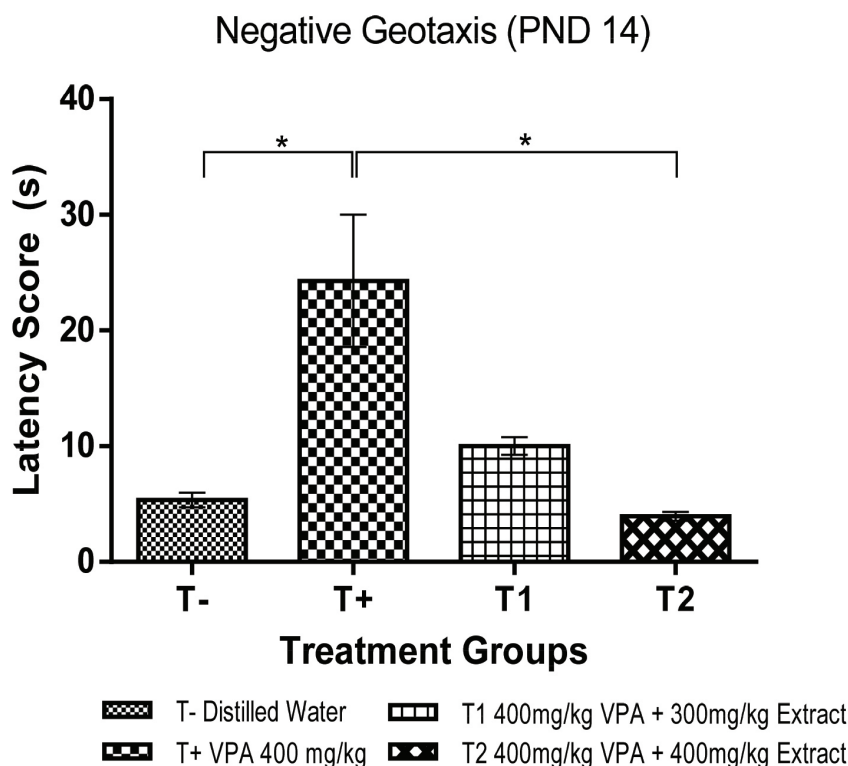 Negative Geotaxis (PND 14)
40
30
20
10
0
Latency Score (s)
*
*
T-
T+
T1
T2
Treatment Groups
T- Distilled Water
T1 400mg/kg VPA + 300mg/kg Extract
T+ VPA 400 mg/kg
T2 400mg/kg VPA + 400mg/kg Extract